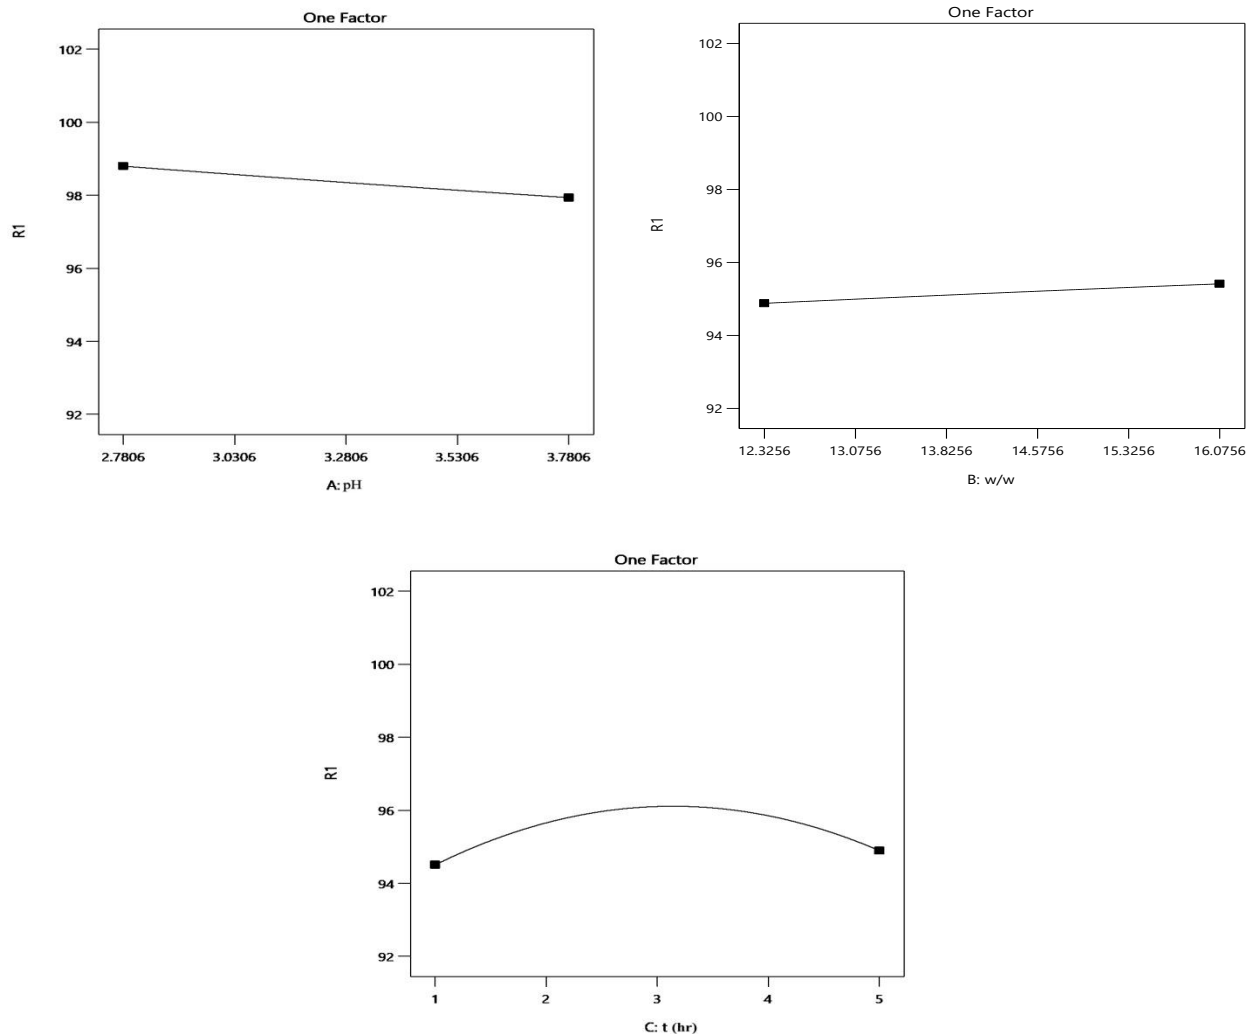 One Factor
102
100
98
96
94
92
R1
2.7806 3.0306 3.2806 3.5306 3.7806
A: pH
One Factor
102
100
98
96
94
92
R1
12.3256 13.0756 13.8256 14.5756 15.3256 16.0756
B: w/w
One Factor
102
100
98
96
94
92
R1
1 2 3 4 5
C: t (hr)